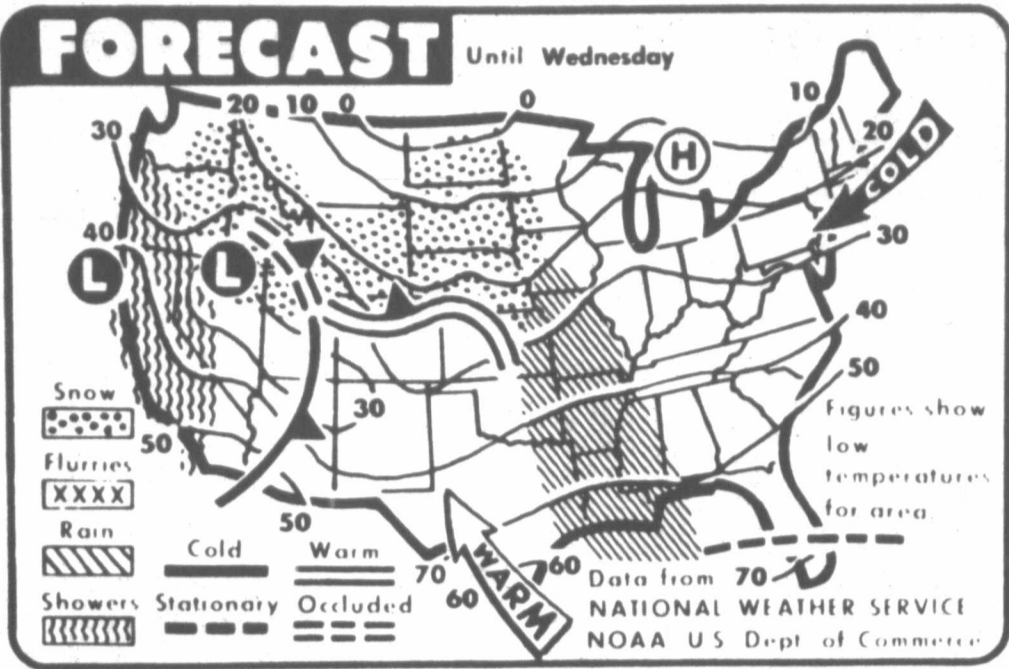 FORECAST
Until Wednesday
20 10 0 0 10
30 20
H COLD
40 30
L L
40
50
Snow 30
50
Figures show
low
temperatures
for area.
Flurries
XXXX
50
Rain
Cold Warm
70 60 60 70
WARM
Data from
Showers Stationary Occluded
NATIONAL WEATHER SERVICE
NOAA US Dept of Commerce